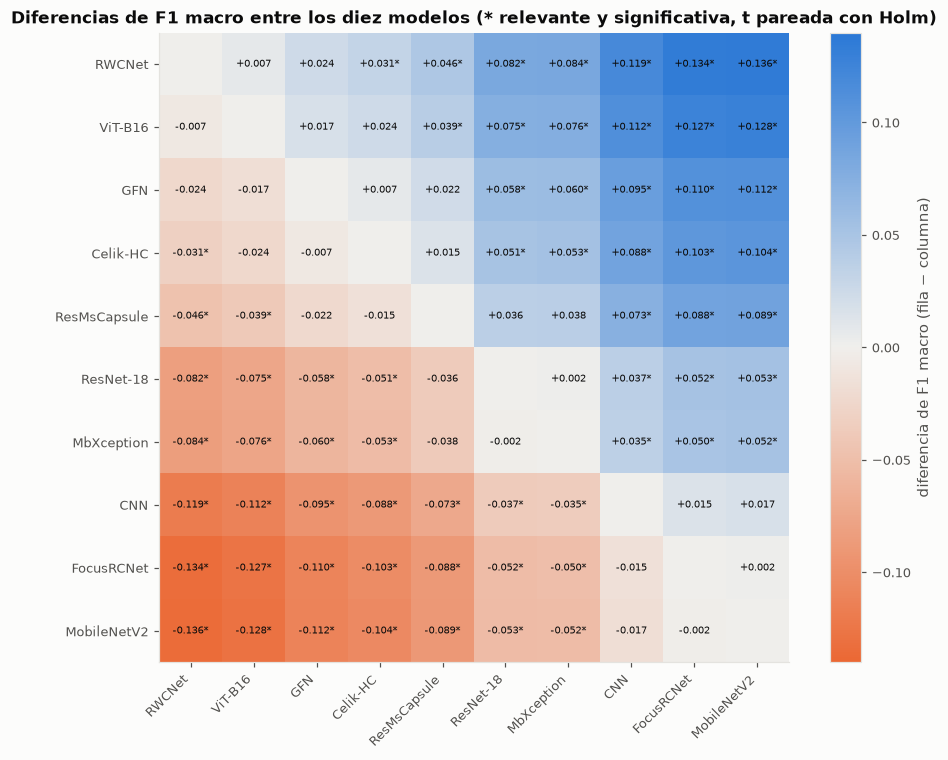 Diferencias de F1 macro entre los diez modelos (* relevante y significativa, t pareada con Holm)
RWCNet +0.007 +0.024 +0.031* +0.046* +0.082* +0.084* +0.119* +0.134* +0.136*
ViT-B16 -0.007 +0.017 +0.024 +0.039* +0.075* +0.076* +0.112* +0.127* +0.128*
GFN -0.024 -0.017 +0.007 +0.022 +0.058* +0.060* +0.095* +0.110* +0.112*
Celik-HC -0.031* -0.024 -0.007 +0.015 +0.051* +0.053* +0.088* +0.103* +0.104*
ResMsCapsule -0.046* -0.039* -0.022 -0.015 +0.036 +0.038 +0.073* +0.088* +0.089*
ResNet-18 -0.082* -0.075* -0.058* -0.051* -0.036 +0.002 +0.037* +0.052* +0.053*
MbXception -0.084* -0.076* -0.060* -0.053* -0.038 -0.002 +0.035* +0.050* +0.052*
CNN -0.119* -0.112* -0.095* -0.088* -0.073* -0.037* -0.035* +0.015 +0.017
FocusRCNet -0.134* -0.127* -0.110* -0.103* -0.088* -0.052* -0.050* -0.015 +0.002
MobileNetV2 -0.136* -0.128* -0.112* -0.104* -0.089* -0.053* -0.052* -0.017 -0.002
RWCNet
ViT-B16
GFN
Celik-HC
ResMsCapsule
ResNet-18
MbXception
CNN
FocusRCNet
MobileNetV2
0.10
0.05
0.00
−0.05
−0.10
diferencia de F1 macro (fila − columna)